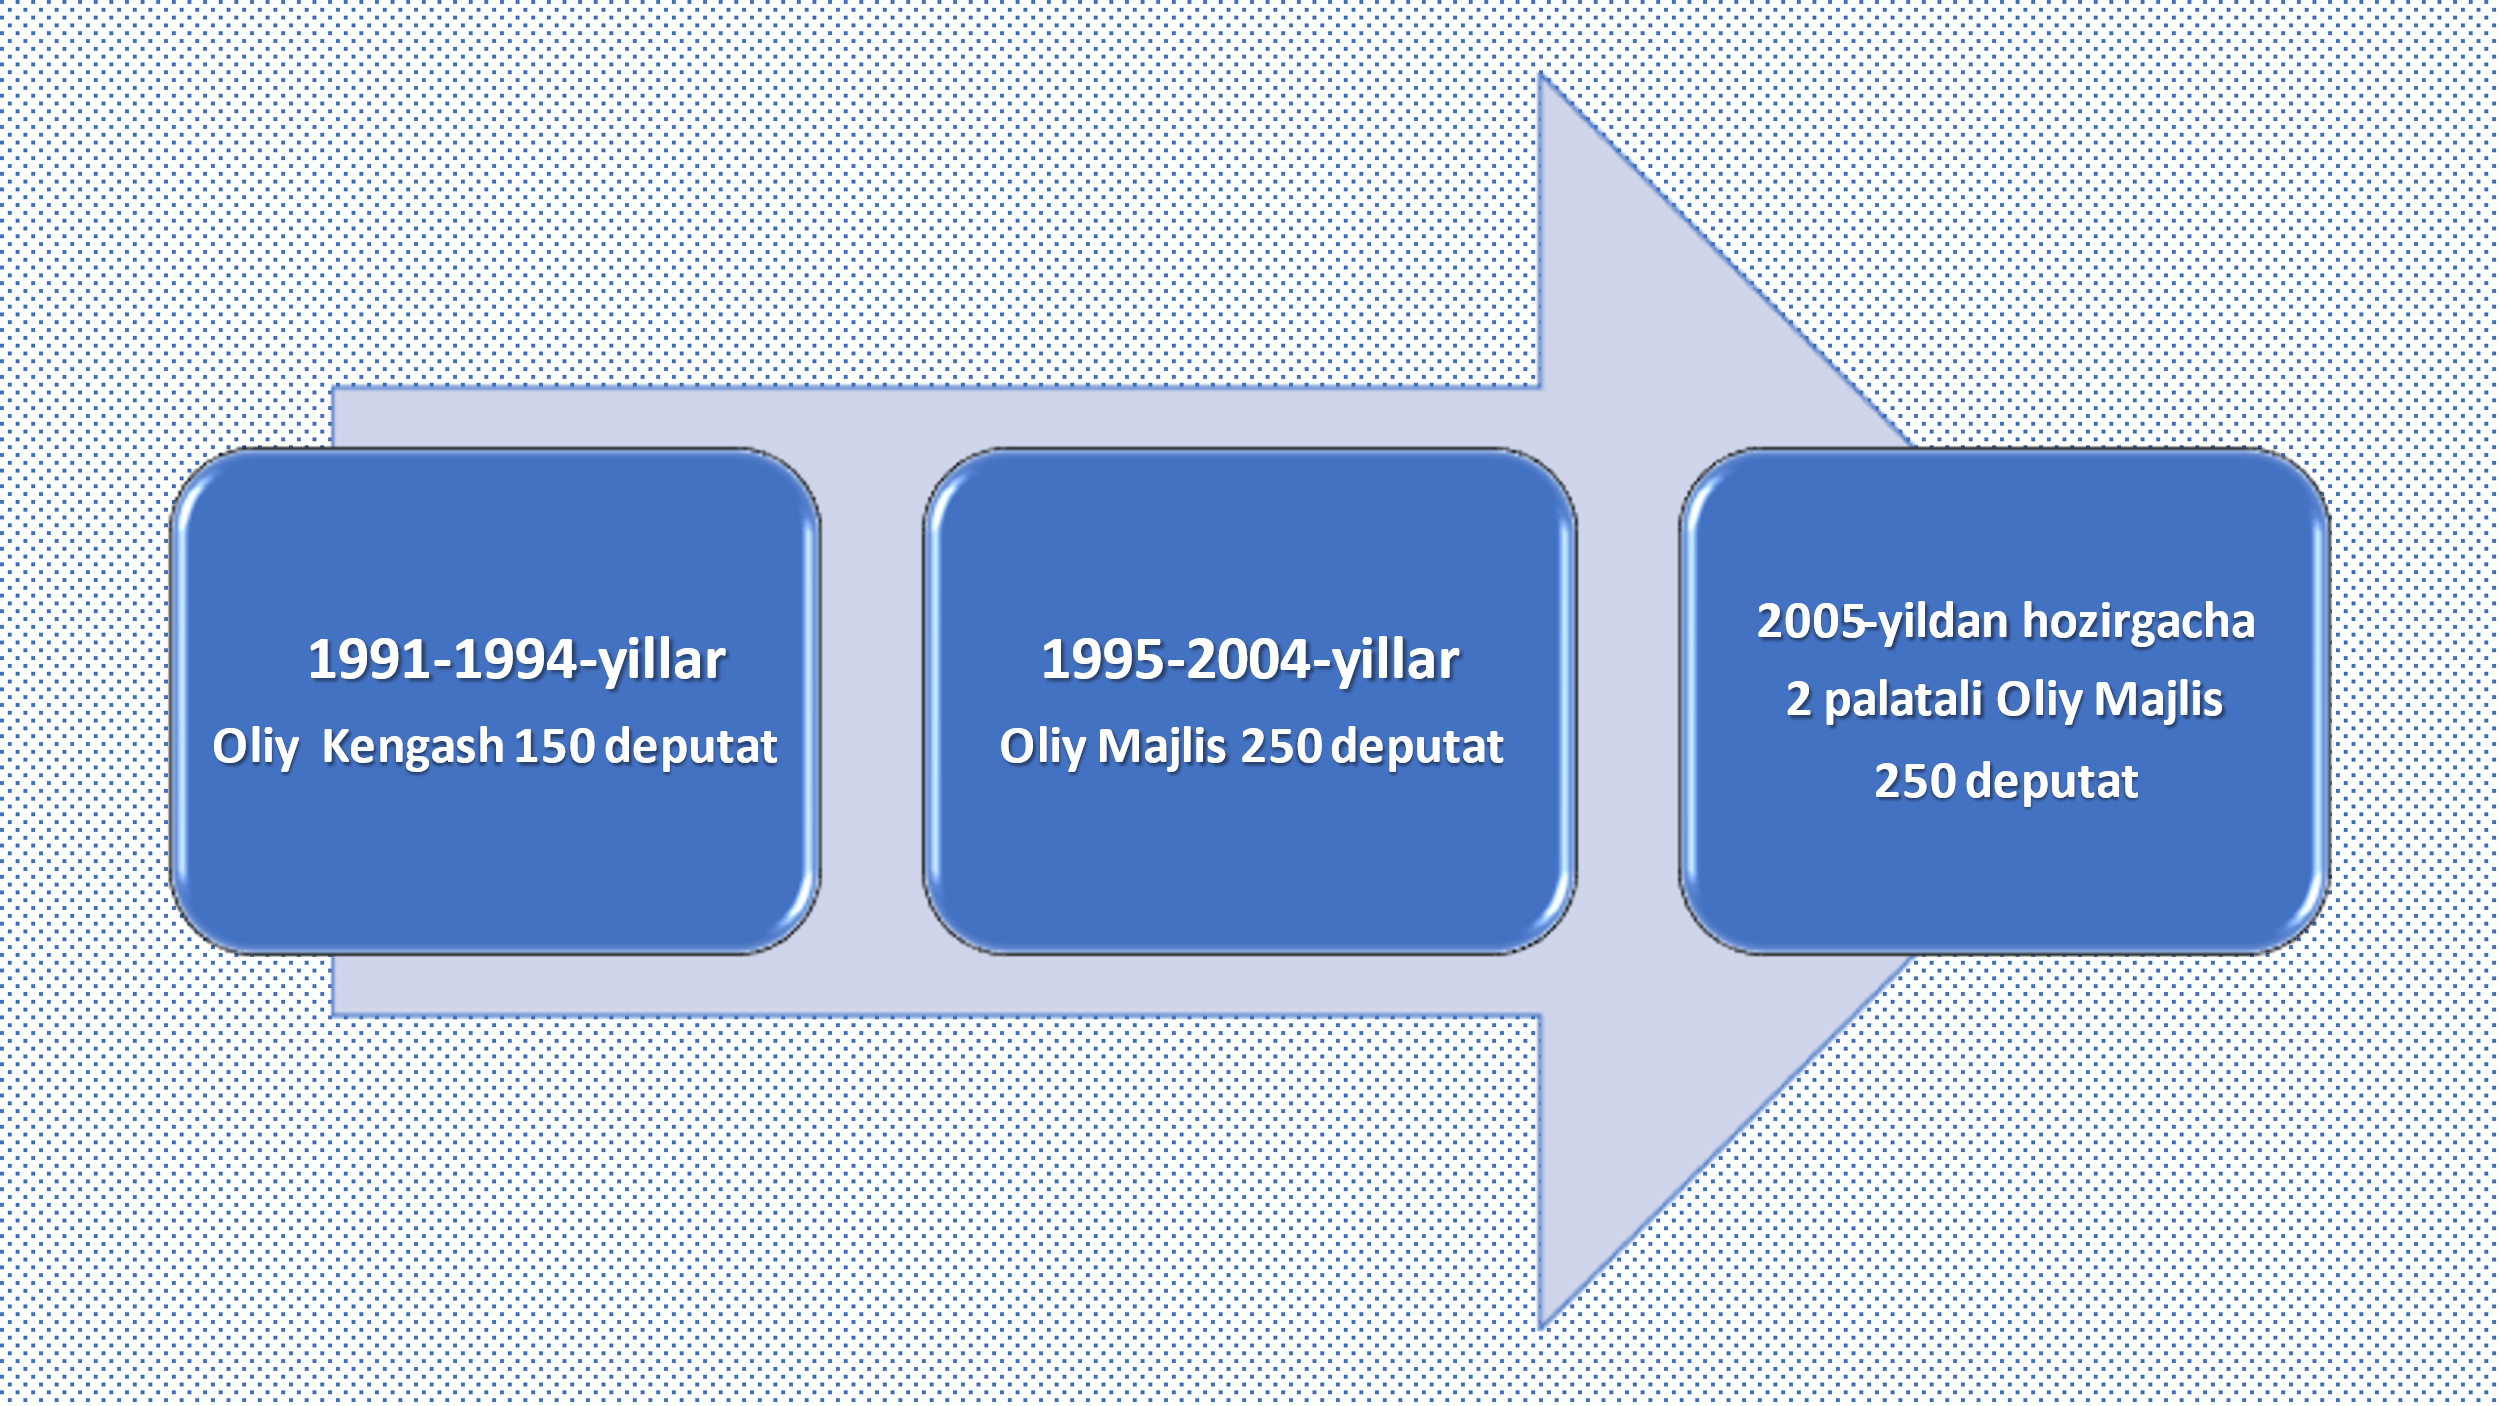 1991-1994-yillar
Oliy Kengash 150 deputat
1995-2004-yillar
Oliy Majlis 250 deputat
2005-yildan hozirgacha
2 palatali Oliy Majlis
250 deputat